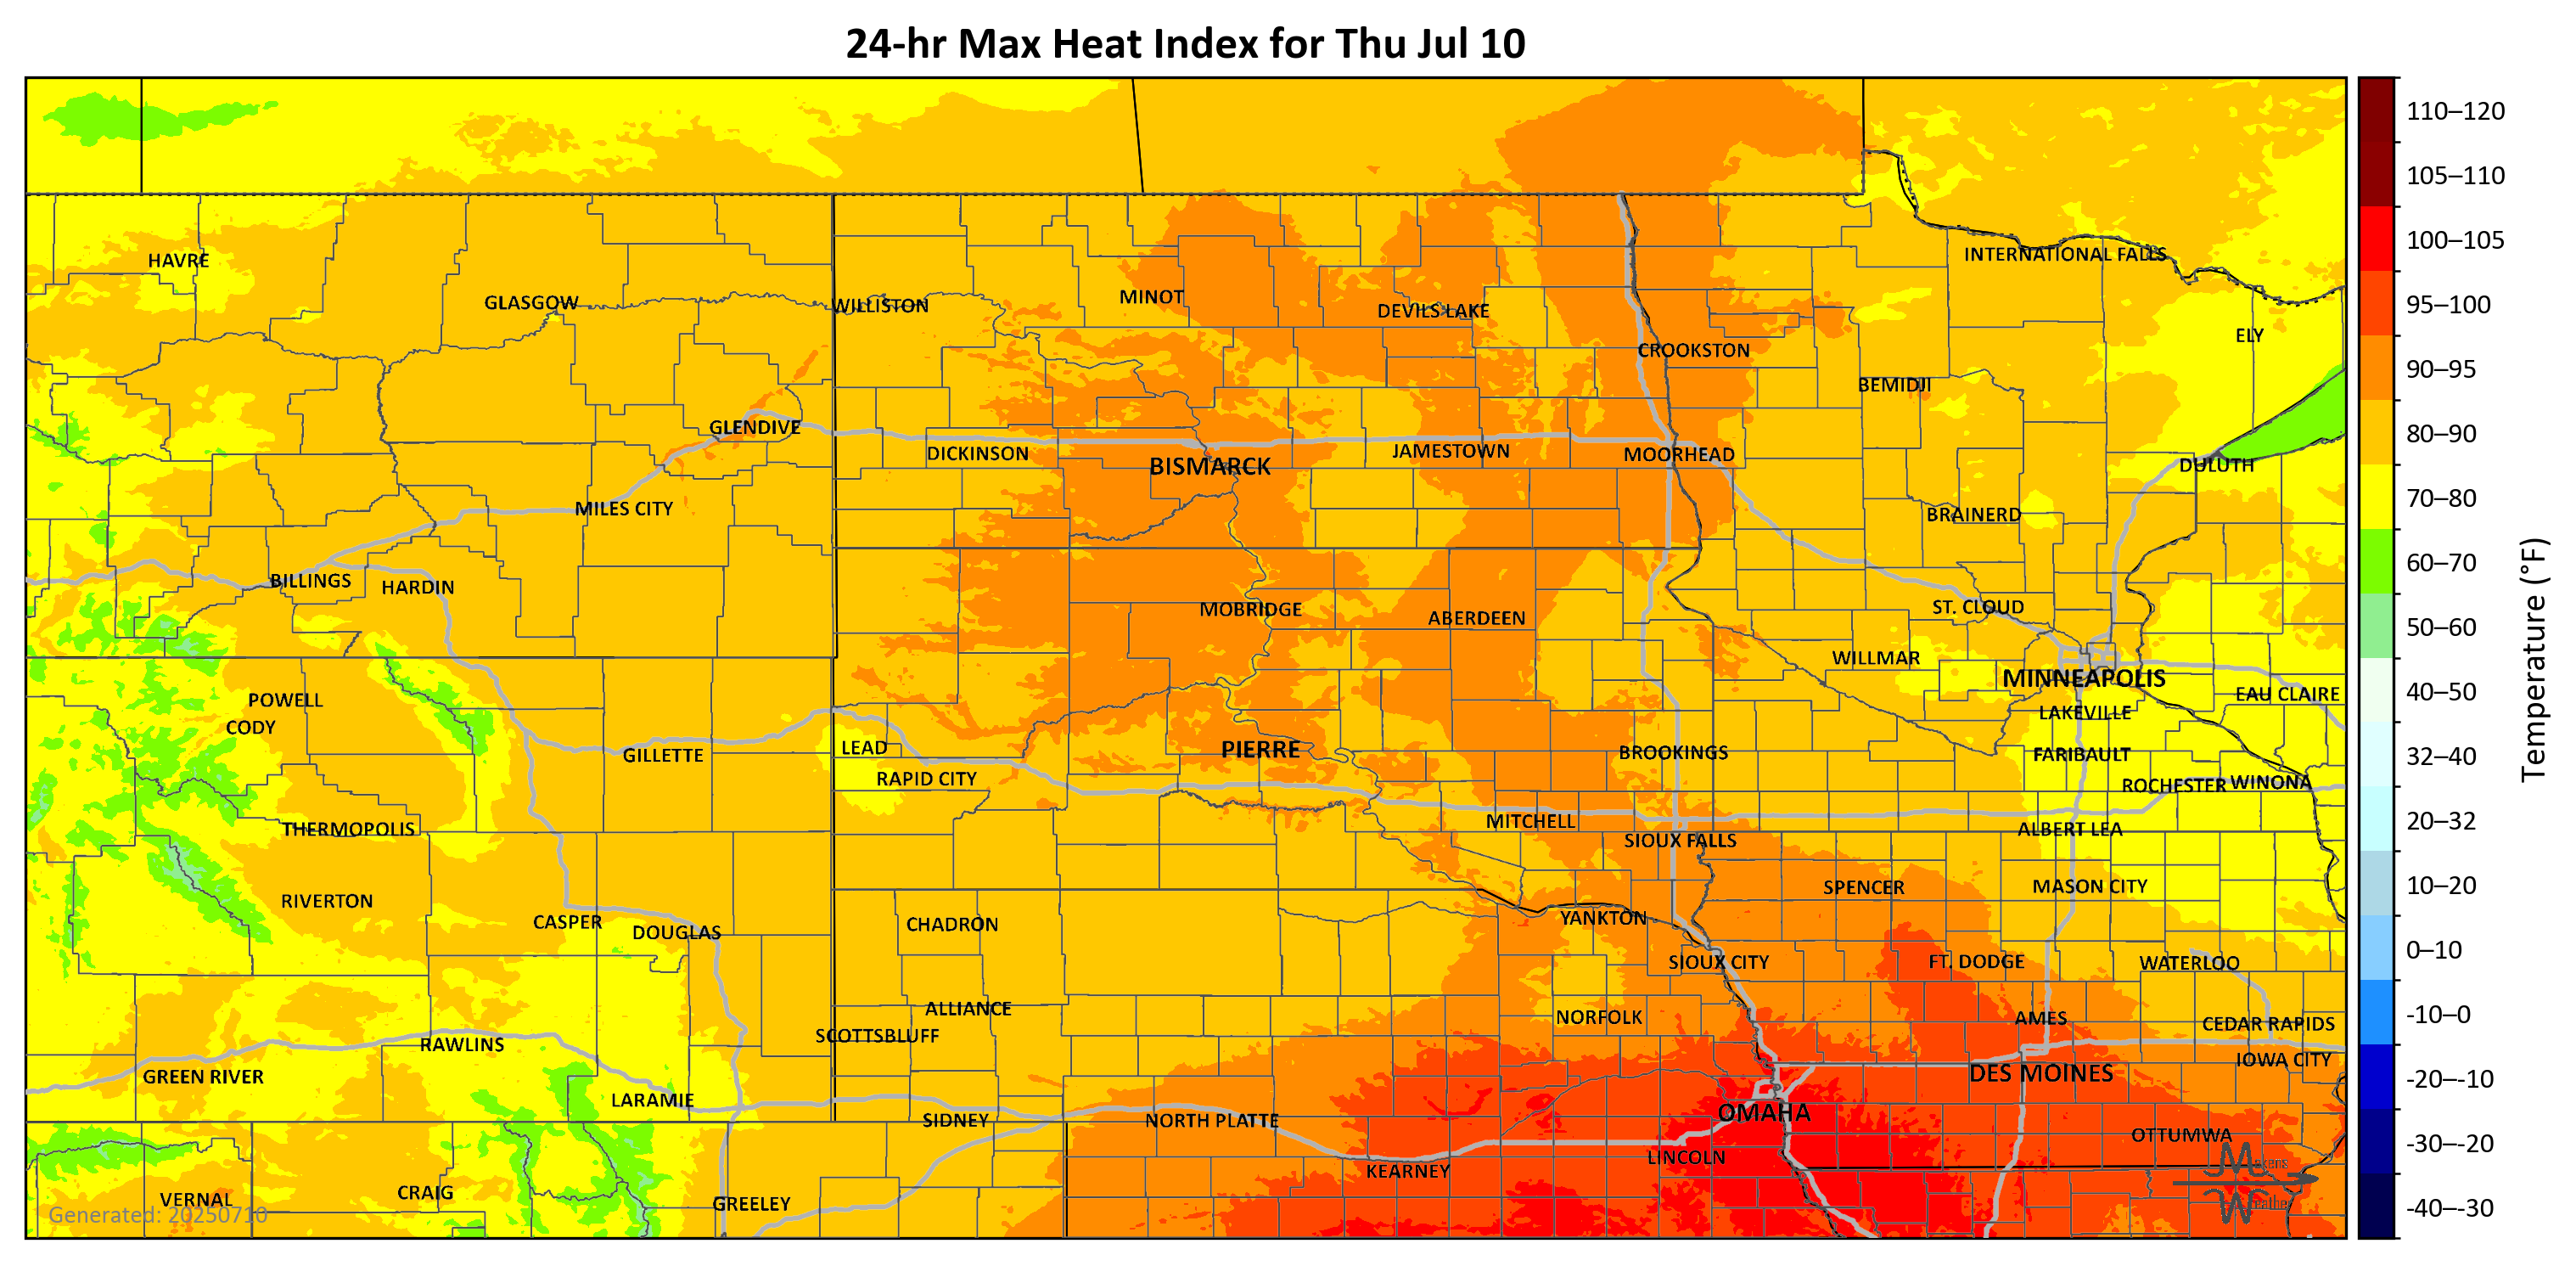 24-hr Max Heat Index for Thu Jul 10
110–120
105–110
INTERNATIONAL FALLS
100–105
HAVRE
MINOT
GLASGOW
WILLISTON
DEVILS LAKE
95–100
ELY
CROOKSTON
90–95
BEMIDJI
GLENDIVE
80–90
DICKINSON
JAMESTOWN
MOORHEAD
BISMARCK
DULUTH
70–80
MILES CITY
BRAINERD
60–70
BILLINGS
HARDIN
MOBRIDGE
ABERDEEN
ST. CLOUD
50–60
WILLMAR
MINNEAPOLIS
40–50
POWELL
EAU CLAIRE
Temperature (°F)
CODY
LAKEVILLE
LEAD
PIERRE
BROOKINGS
GILLETTE
FARIBAULT
32–40
RAPID CITY
ROCHESTER
WINONA
MITCHELL
20–32
THERMOPOLIS
ALBERT LEA
SIOUX FALLS
RIVERTON
SPENCER
MASON CITY
10–20
CASPER
DOUGLAS
CHADRON
YANKTON
SIOUX CITY
FT. DODGE
WATERLOO
0–10
ALLIANCE
NORFOLK
AMES
CEDAR RAPIDS
-10–0
SCOTTSBLUFF
RAWLINS
IOWA CITY
GREEN RIVER
DES MOINES
-20–-10
LARAMIE
SIDNEY
NORTH PLATTE
OMAHA
OTTUMWA
-30–-20
KEARNEY
LINCOLN
Makens
VERNAL
CRAIG
GREELEY
Weather
-40–-30
Generated: 20250710